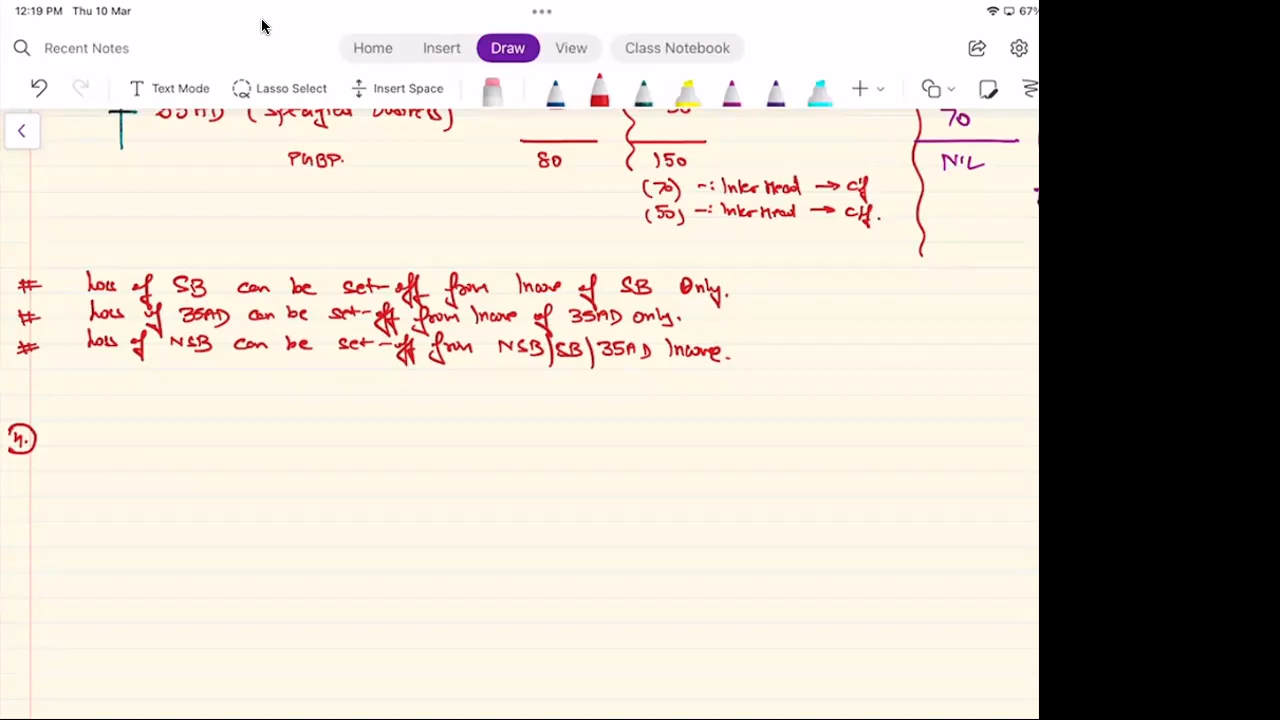 12:19 PM Thu 10 Mar
67%
Recent Notes
Home Insert Draw View Class Notebook
Text Mode Lasso Select Insert Space
35AD (Specified Business)
PGBP. 80 150
70
NIL
(70) -: Inter Head → c/f
(50) -: Inter Head → c/f.
# Loss of SB can be set-off from Income of SB Only.
# Loss of 35AD can be set-off from Income of 35AD only.
# Loss of NSB can be set-off from NSB/SB/35AD Income.
4.